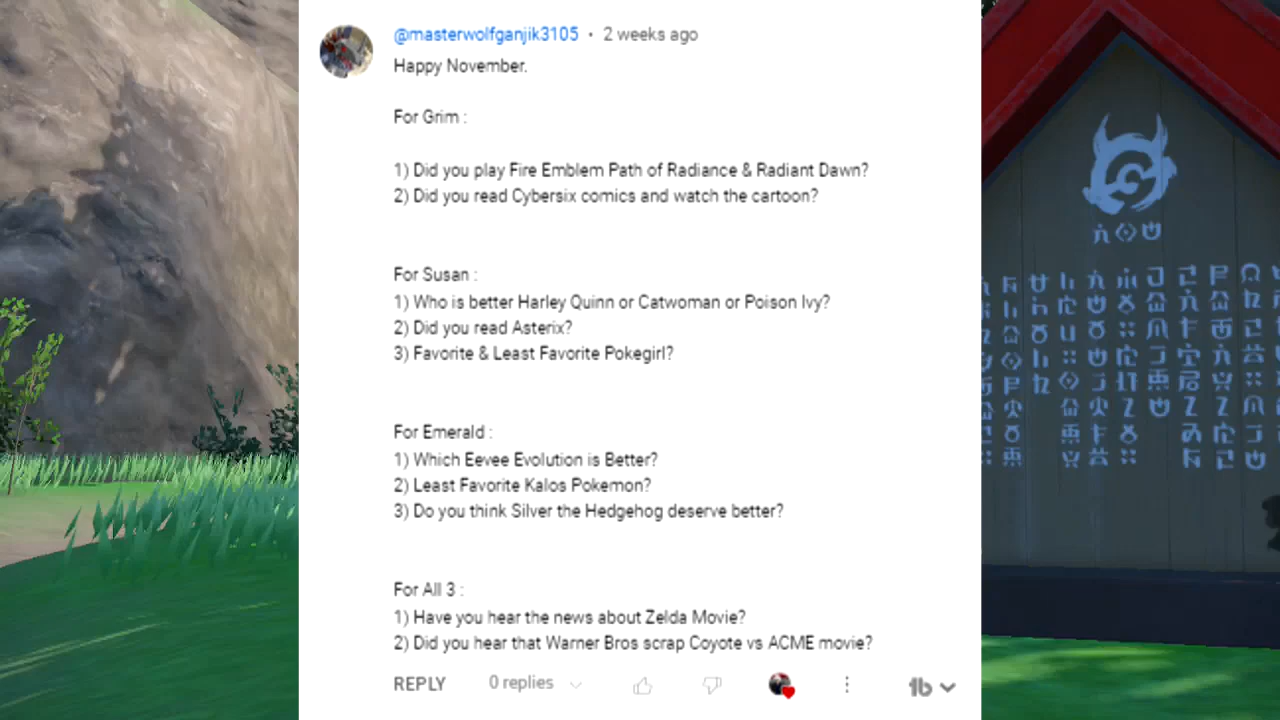 @masterwolfganjik3105 • 2 weeks ago
Happy November.
For Grim :
1) Did you play Fire Emblem Path of Radiance & Radiant Dawn?
2) Did you read Cybersix comics and watch the cartoon?
For Susan :
1) Who is better Harley Quinn or Catwoman or Poison Ivy?
2) Did you read Asterix?
3) Favorite & Least Favorite Pokegirl?
For Emerald :
1) Which Eevee Evolution is Better?
2) Least Favorite Kalos Pokemon?
3) Do you think Silver the Hedgehog deserve better?
For All 3 :
1) Have you hear the news about Zelda Movie?
2) Did you hear that Warner Bros scrap Coyote vs ACME movie?
REPLY 0 replies